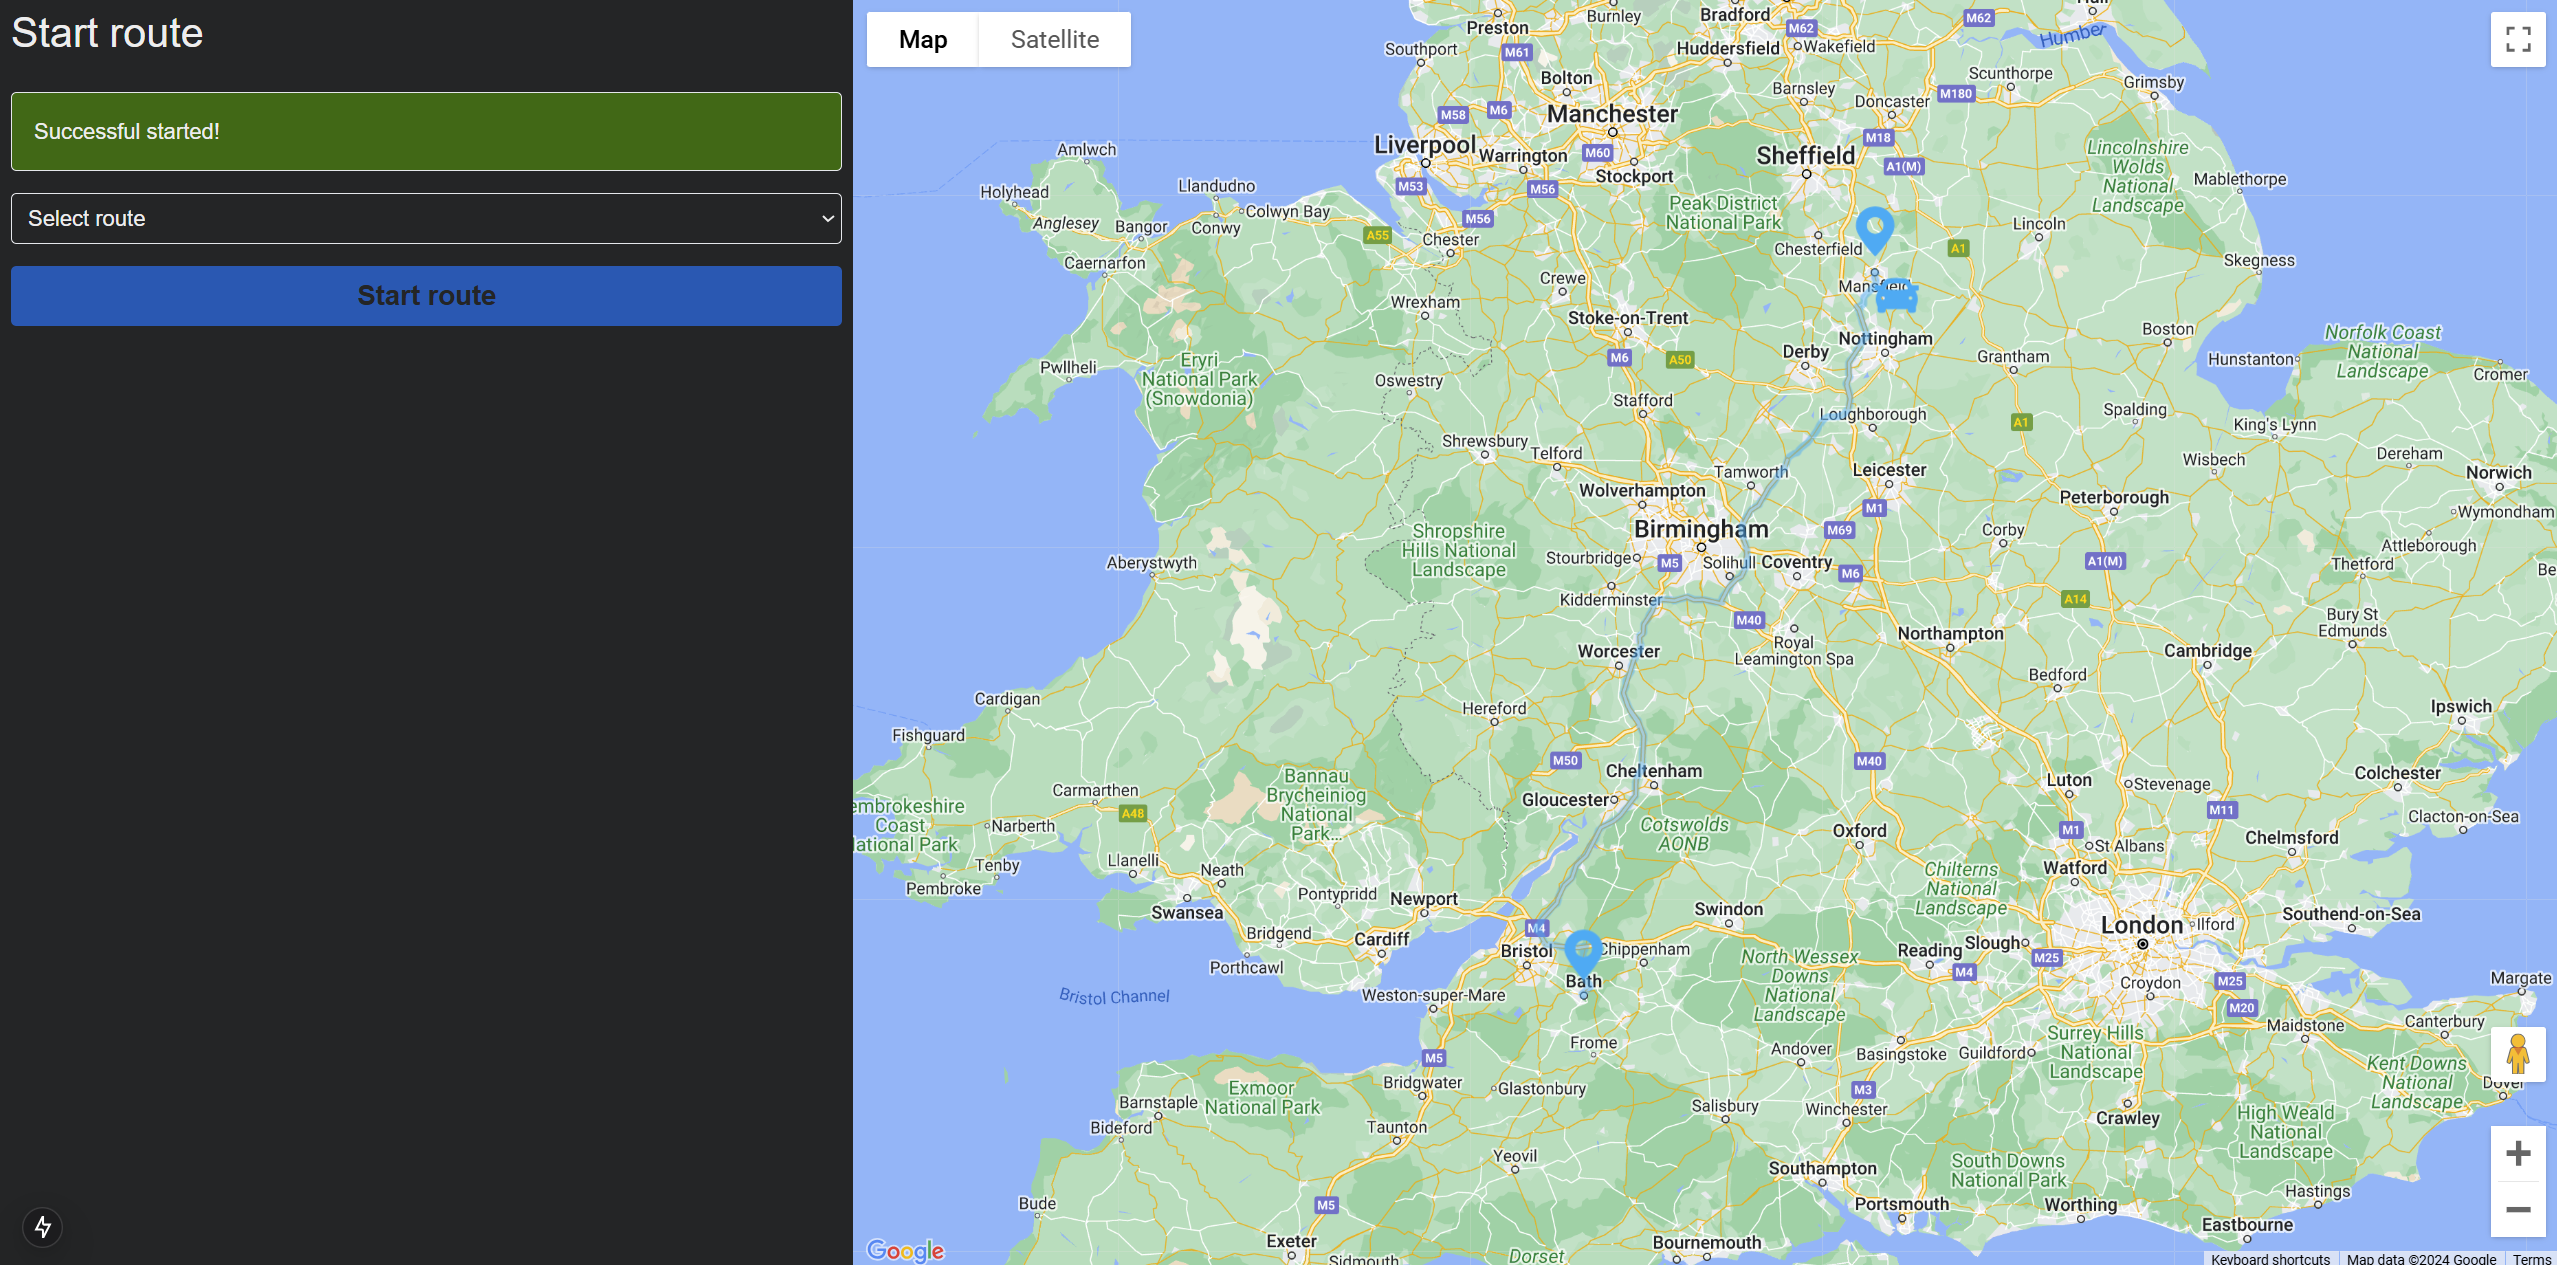 Start route
Successful started!
Select route
Start route
Map
Satellite
Preston
Burnley
Bradford
M62
Humber
Southport
M61
Huddersfield
M62
Wakefield
Scunthorpe
Grimsby
Bolton
Barnsley
Doncaster
M180
M58
M6
Manchester
Liverpool
Warrington
M60
M18
Sheffield
A1(M)
Lincolnshire
Wolds
National
Landscape
Mablethorpe
Amlwch
Holyhead
Llandudno
M53
M56
Stockport
Anglesey
Bangor
Conwy
Colwyn Bay
M56
Peak District
National Park
Lincoln
A55
Chester
Chesterfield
A1
Skegness
Caernarfon
Crewe
Mansfield
Wrexham
Stoke-on-Trent
Nottingham
Boston
Norfolk Coast
National
Landscape
M6
A50
Derby
Grantham
Hunstanton
Cromer
Pwllheli
Eryri
National Park
(Snowdonia)
Oswestry
Stafford
Loughborough
A1
Spalding
King's Lynn
Shrewsbury
Telford
Wisbech
Dereham
Tamworth
Leicester
Norwich
Wolverhampton
Peterborough
M1
Wymondham
Birmingham
M69
Corby
Shropshire
Hills National
Landscape
Attleborough
Aberystwyth
Stourbridge
M5
Solihull
Coventry
M6
A1(M)
Thetford
Be
Kidderminster
A14
M40
Bury St
Edmunds
Royal
Leamington Spa
Northampton
Worcester
Cambridge
Bedford
Cardigan
Hereford
Ipswich
Fishguard
M50
Cheltenham
M40
Luton
Stevenage
Colchester
Carmarthen
Bannau
Brycheiniog
National
Park...
Gloucester
M11
embrokeshire
Coast
lational Park
A48
Narberth
Cotswolds
AONB
Oxford
M1
St Albans
Chelmsford
Clacton-on-Sea
Tenby
Llanelli
Neath
Chilterns
National
Landscape
Watford
Pembroke
Swansea
Pontypridd
Newport
Swindon
Southend-on-Sea
London
Ilford
Bridgend
Cardiff
M4
Bristol
Chippenham
Reading
Slough
M25
Porthcawl
North Wessex
Downs
National
Landscape
M4
Bath
Croydon
M25
Margate
Bristol Channel
Weston-super-Mare
M20
Maidstone
Canterbury
Frome
Andover
Basingstoke
Guildford
Surrey Hills
National
Landscape
Kent Downs
National
Landscape
Dover
M5
Exmoor
National Park
Bridgwater
Glastonbury
M3
Barnstaple
Salisbury
Winchester
Crawley
High Weald
National
Landscape
Bideford
Taunton
Yeovil
Southampton
South Downs
National Park
Hastings
Bude
M5
Portsmouth
Worthing
Eastbourne
Exeter
Bournemouth
Sidmouth
Dorset
Google
Keyboard shortcuts
Map data ©2024 Google
Terms